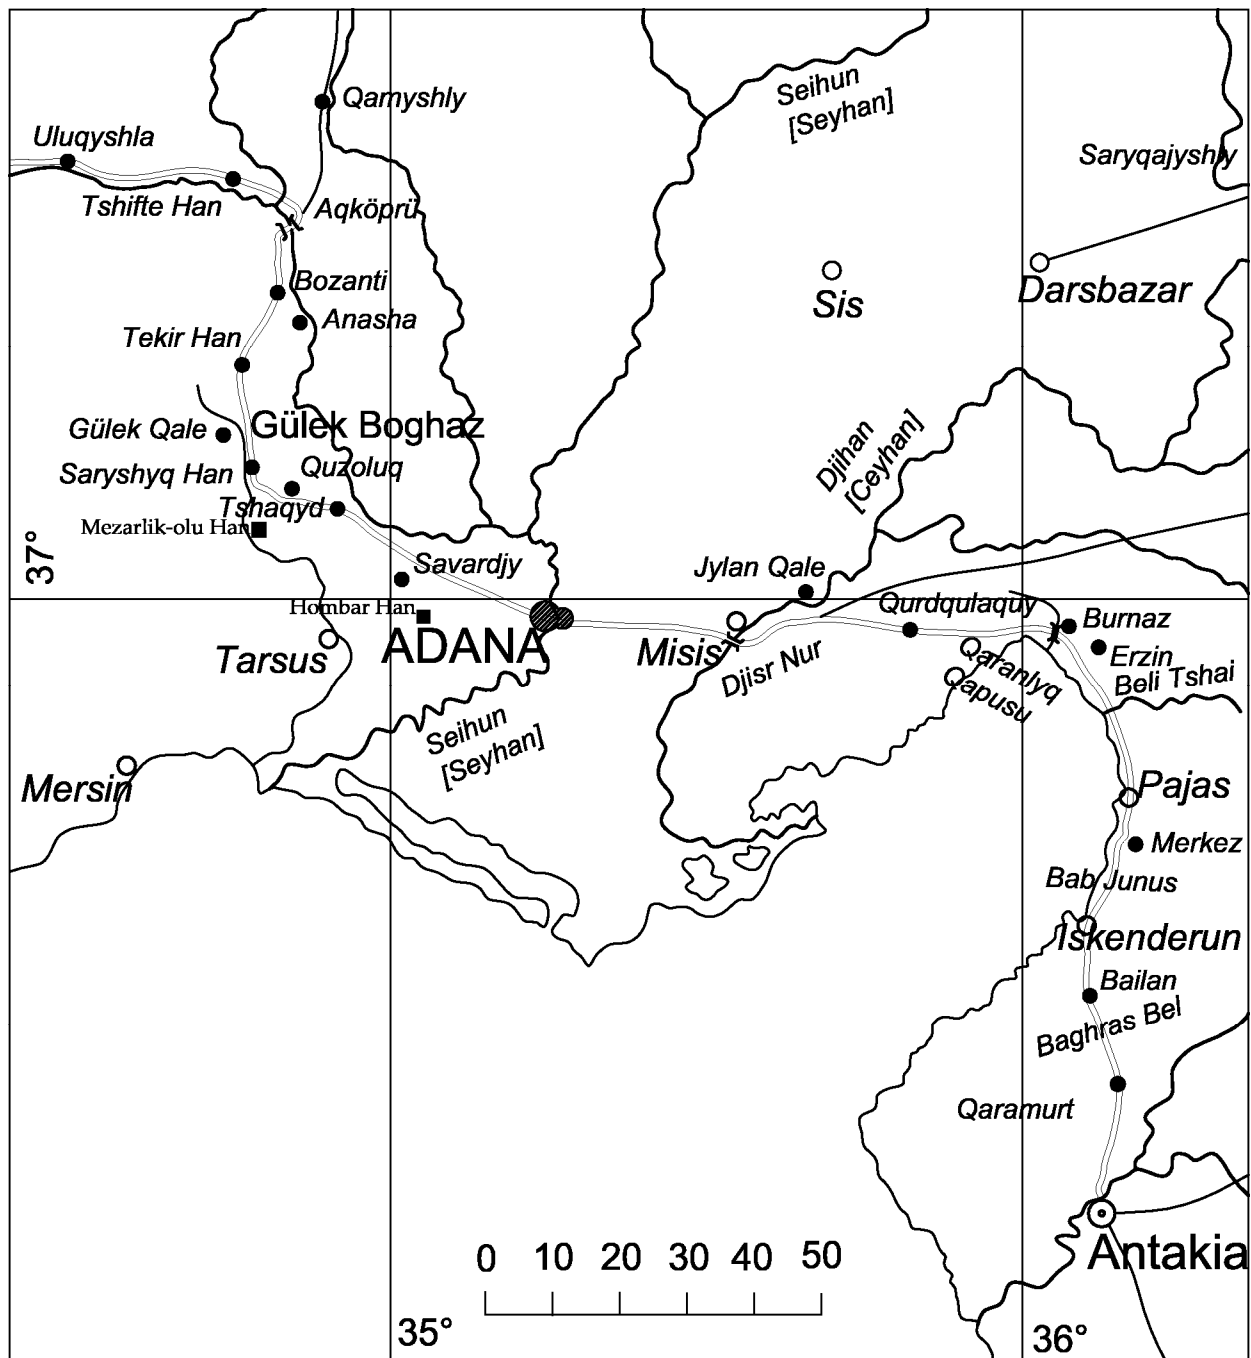 Qamyshly
Seihun
[Seyhan]
Uluqyshla
Saryqajyshly
Tshifte Han
Aqköprü
Bozanti
Sis
Darsbazar
Anasha
Tekir Han
Gülek Qale
Gülek Boghaz
Djihan
[Ceyhan]
Saryshyq Han
Quzoluq
Tshaqyd
Mezarlik-olu Han
37°
Savardjy
Jylan Qale
Hombar Han
Qurdqulaquy
Burnaz
ADANA
Tarsus
Misis
Djisr Nur
Qaranlyq
Qapusu
Erzin
Beli Tshai
Seihun
[Seyhan]
Mersin
Pajas
Merkez
Bab Junus
Iskenderun
Bailan
Baghras Bel
Qaramurt
Antakia
0 10 20 30 40 50
35°
36°